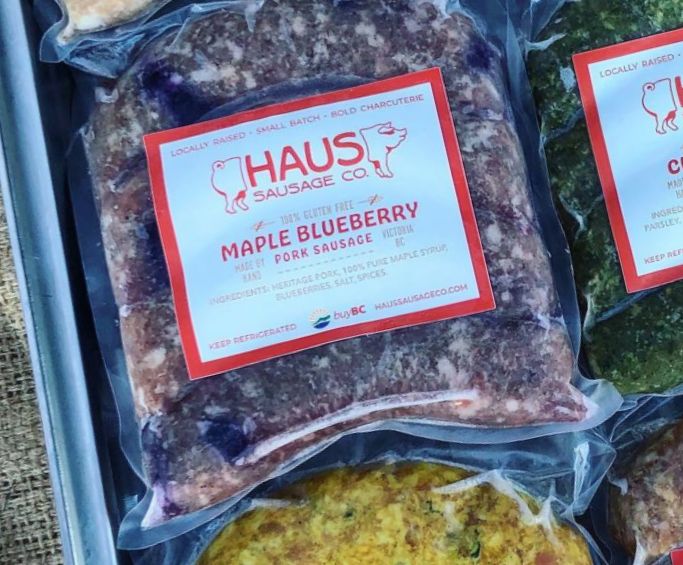 LOCALLY RAISED • SMALL BATCH • BOLD CHARCUTERIE
HAUS
SAUSAGE CO.
100% GLUTEN FREE
MAPLE BLUEBERRY
MADE BY HAND
PORK SAUSAGE
VICTORIA BC
INGREDIENTS: HERITAGE PORK, 100% PURE MAPLE SYRUP,
BLUEBERRIES, SALT, SPICES.
KEEP REFRIGERATED
buyBC
HAUSSAUSAGECO.COM
LOCALLY RAISED •
PARSLEY,